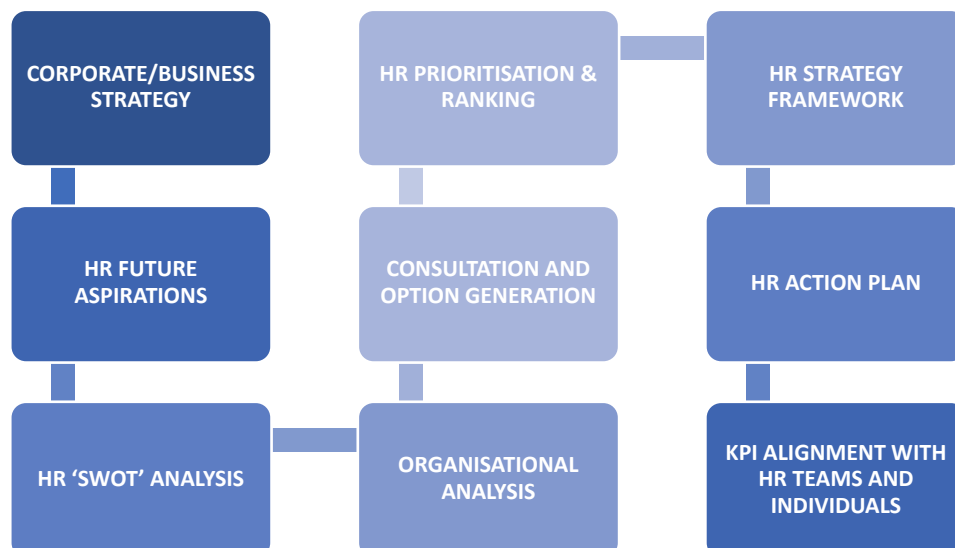 CORPORATE/BUSINESS
STRATEGY
HR FUTURE
ASPIRATIONS
HR ‘SWOT’ ANALYSIS
ORGANISATIONAL
ANALYSIS
CONSULTATION AND
OPTION GENERATION
HR PRIORITISATION &
RANKING
HR STRATEGY
FRAMEWORK
HR ACTION PLAN
KPI ALIGNMENT WITH
HR TEAMS AND
INDIVIDUALS